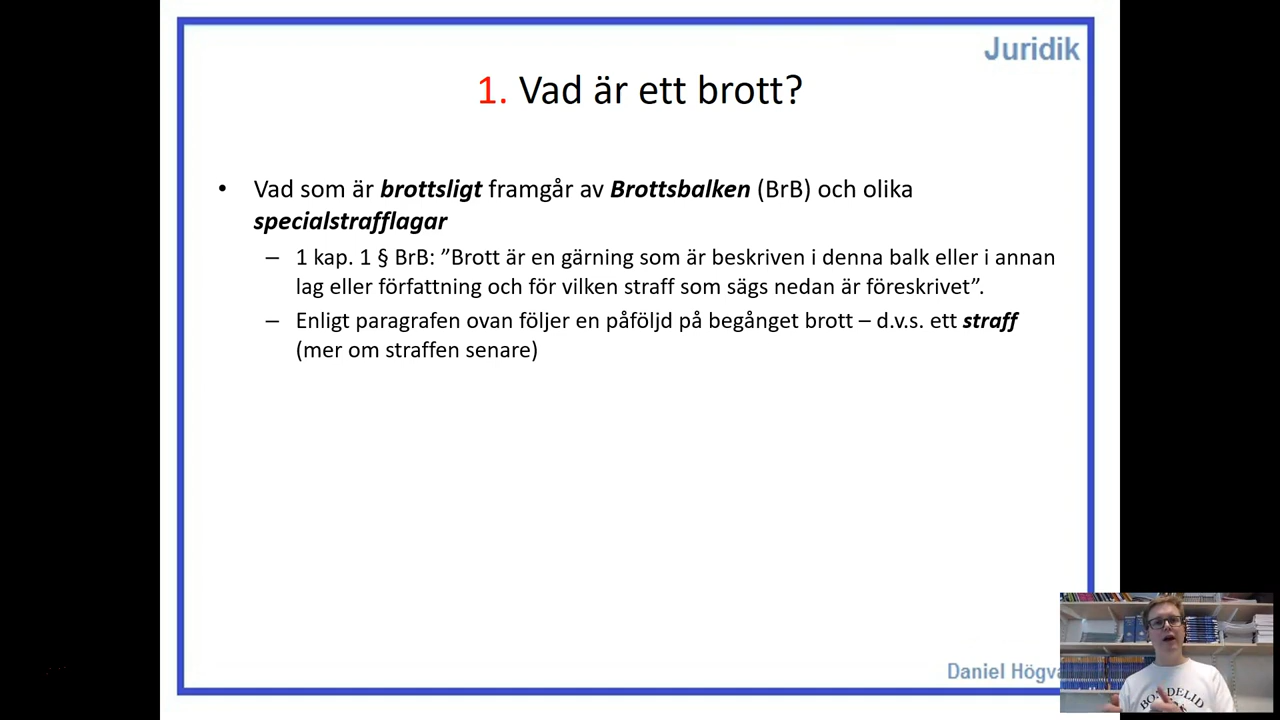 Juridik
1. Vad är ett brott?
• Vad som är brottsligt framgår av Brottsbalken (BrB) och olika
specialstrafflagar
– 1 kap. 1 § BrB: ”Brott är en gärning som är beskriven i denna balk eller i annan
lag eller författning och för vilken straff som sägs nedan är föreskrivet”.
– Enligt paragrafen ovan följer en påföljd på begånget brott – d.v.s. ett straff
(mer om straffen senare)
Daniel